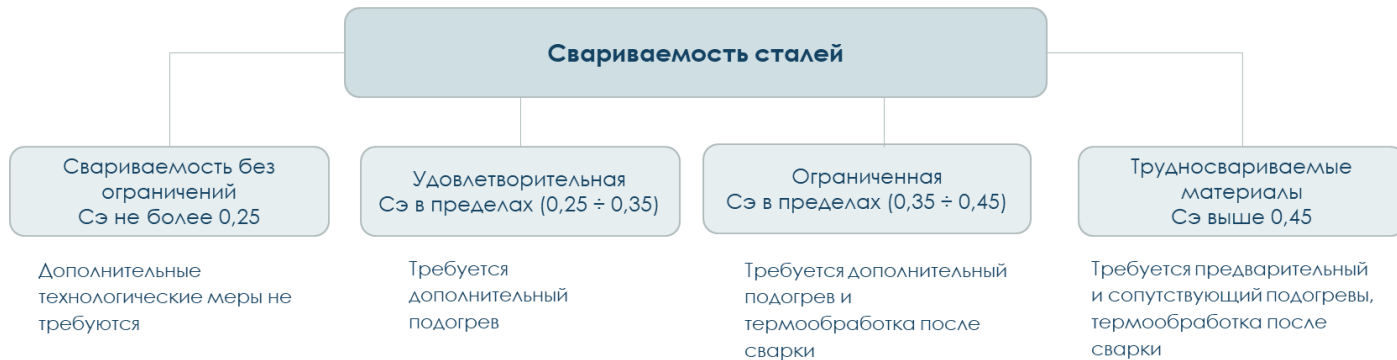 Свариваемость сталей
Свариваемость без
ограничений
Сэ не более 0,25
Удовлетворительная
Сэ в пределах (0,25 ÷ 0,35)
Ограниченная
Сэ в пределах (0,35 ÷ 0,45)
Трудносвариваемые
материалы
Сэ выше 0,45
Дополнительные
технологические меры не
требуются
Требуется
дополнительный
подогрев
Требуется дополнительный
подогрев и
термообработка после
сварки
Требуется предварительный
и сопутствующий подогревы,
термообработка после
сварки